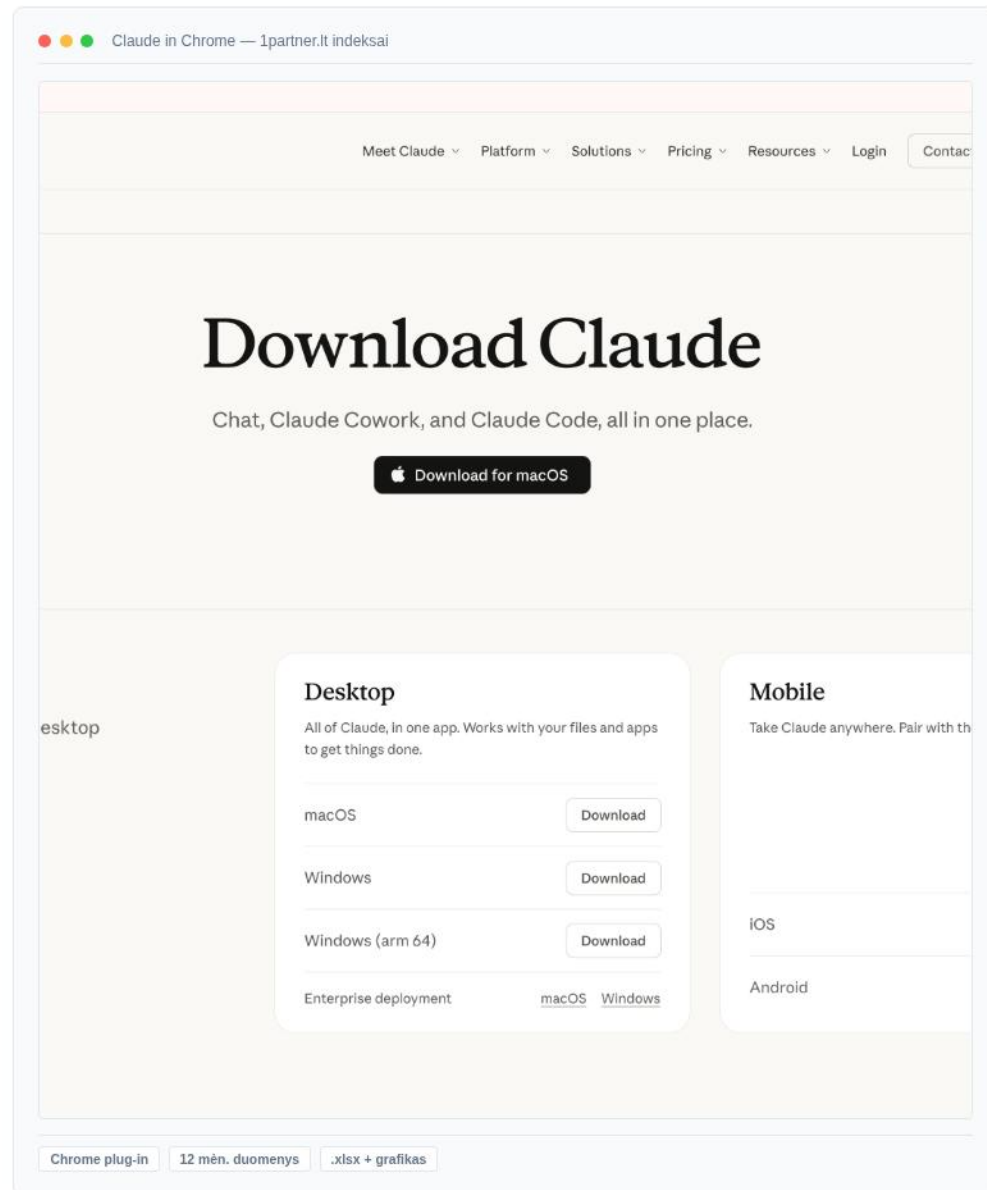 Claude in Chrome — 1partner.lt indeksai
Meet Claude Platform Solutions Pricing Resources Login Contac
Download Claude
Chat, Claude Cowork, and Claude Code, all in one place.
Download for macOS
esktop
Desktop
All of Claude, in one app. Works with your files and apps
to get things done.
macOS Download
Windows Download
Windows (arm 64) Download
Enterprise deployment macOS Windows
Mobile
Take Claude anywhere. Pair with th
iOS
Android
Chrome plug-in 12 mėn. duomenys .xlsx + grafikas